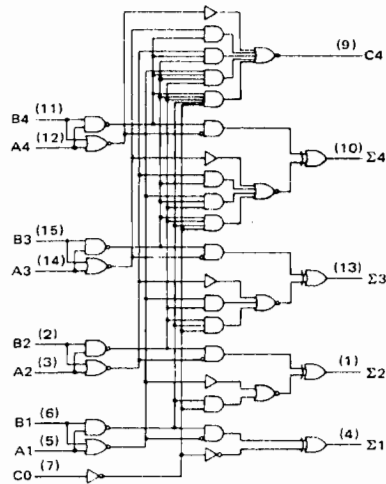 (9)
C4
B4 (11)
A4 (12)
(10)
Σ4
B3 (15)
A3 (14)
(13)
Σ3
B2 (2)
A2 (3)
(1)
Σ2
B1 (6)
A1 (5)
(4)
Σ1
C0 (7)